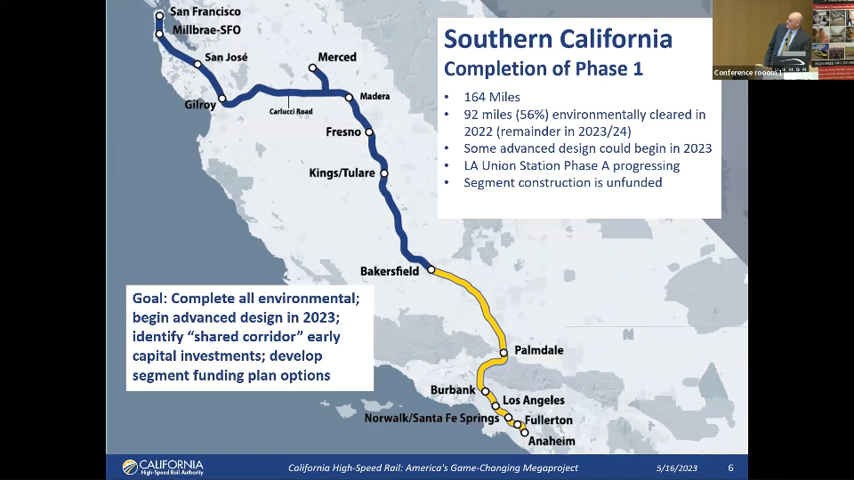 San Francisco
Millbrae-SFO
San José
Merced
Gilroy
Carlucci Road
Madera
Fresno
Kings/Tulare
Bakersfield
Palmdale
Burbank
Los Angeles
Norwalk/Santa Fe Springs
Fullerton
Anaheim
Southern California
Completion of Phase 1
• 164 Miles
• 92 miles (56%) environmentally cleared in
2022 (remainder in 2023/24)
• Some advanced design could begin in 2023
• LA Union Station Phase A progressing
• Segment construction is unfunded
Conference rooom 1
Goal: Complete all environmental;
begin advanced design in 2023;
identify “shared corridor” early
capital investments; develop
segment funding plan options
CALIFORNIA
High-Speed Rail Authority
California High-Speed Rail: America's Game-Changing Megaproject
5/16/2023
6